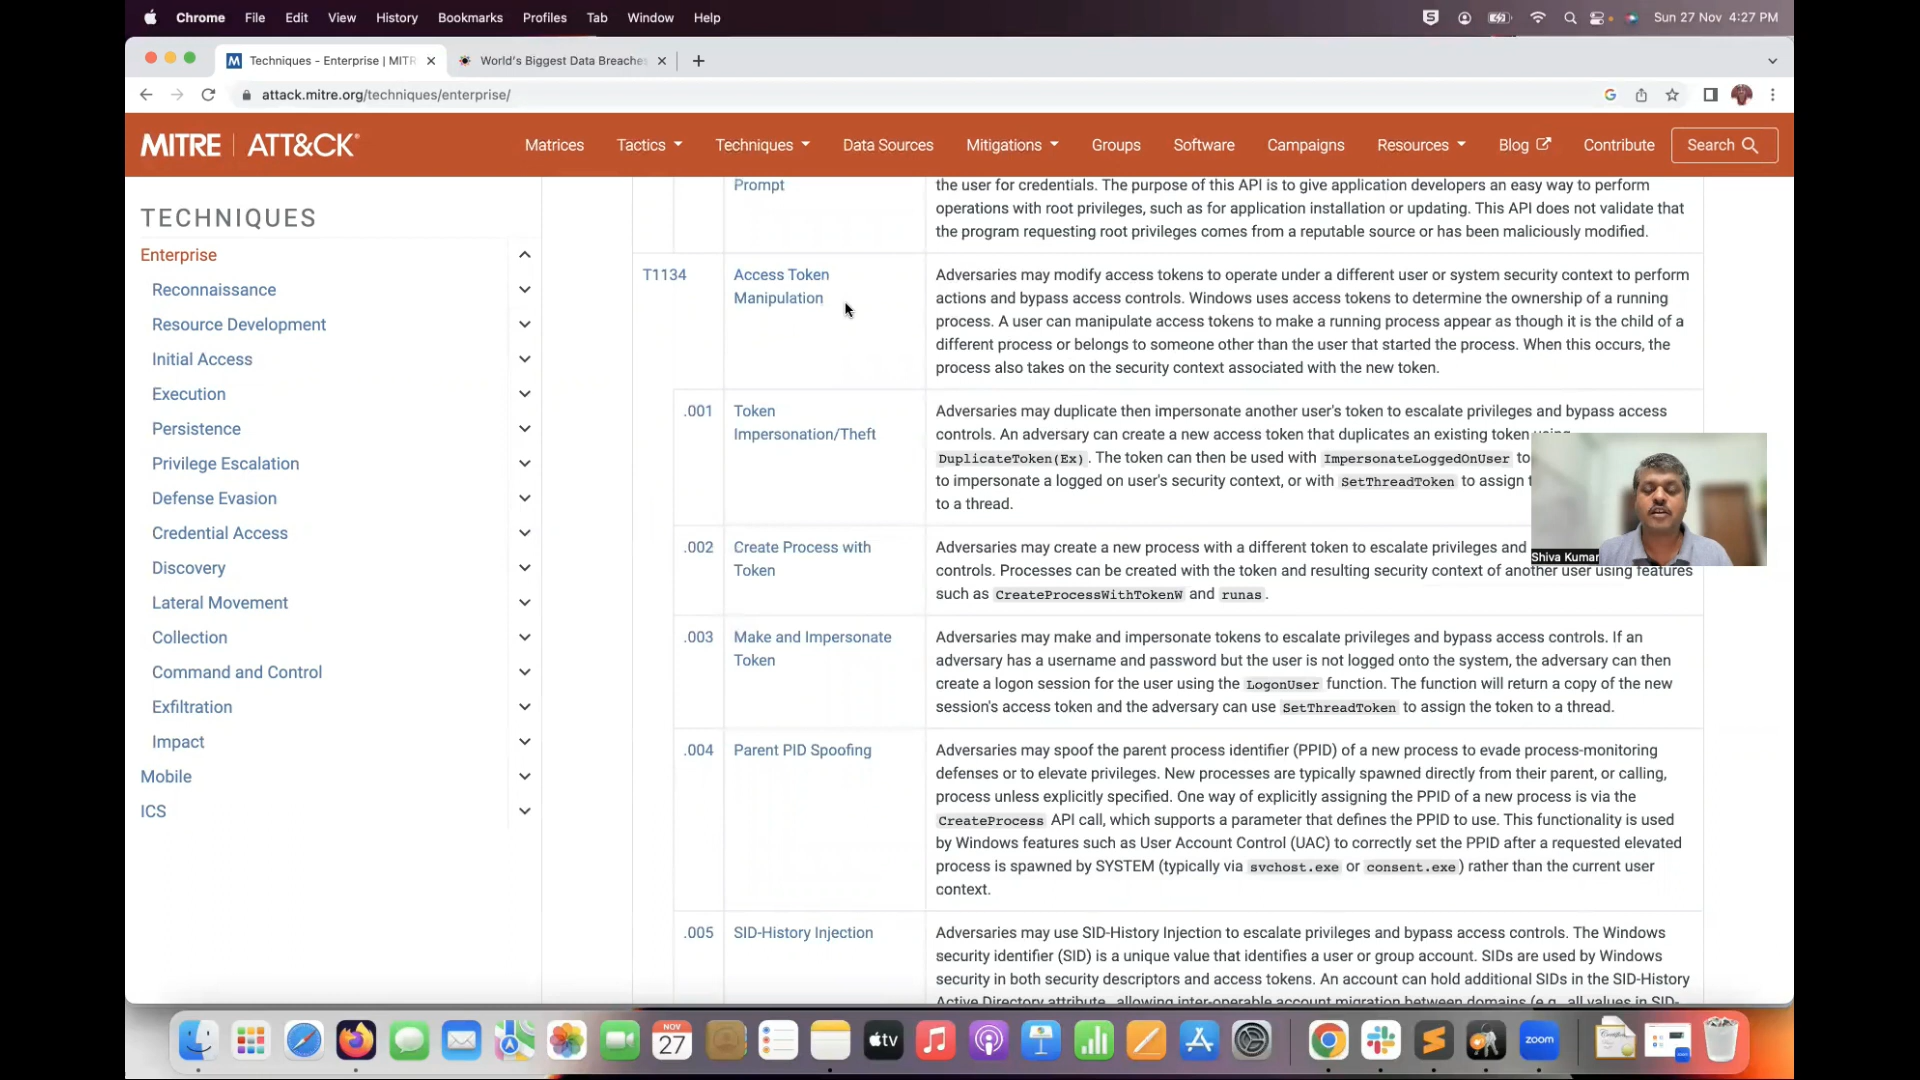 Chrome File Edit View History Bookmarks Profiles Tab Window Help Sun 27 Nov 4:27 PM
Techniques - Enterprise | MITR World's Biggest Data Breaches
attack.mitre.org/techniques/enterprise/
MITRE | ATT&CK® Matrices Tactics Techniques Data Sources Mitigations Groups Software Campaigns Resources Blog Contribute Search
TECHNIQUES
Enterprise
Reconnaissance
Resource Development
Initial Access
Execution
Persistence
Privilege Escalation
Defense Evasion
Credential Access
Discovery
Lateral Movement
Collection
Command and Control
Exfiltration
Impact
Mobile
ICS
Prompt
the user for credentials. The purpose of this API is to give application developers an easy way to perform
operations with root privileges, such as for application installation or updating. This API does not validate that
the program requesting root privileges comes from a reputable source or has been maliciously modified.
T1134
Access Token
Manipulation
Adversaries may modify access tokens to operate under a different user or system security context to perform
actions and bypass access controls. Windows uses access tokens to determine the ownership of a running
process. A user can manipulate access tokens to make a running process appear as though it is the child of a
different process or belongs to someone other than the user that started the process. When this occurs, the
process also takes on the security context associated with the new token.
.001
Token
Impersonation/Theft
Adversaries may duplicate then impersonate another user's token to escalate privileges and bypass access
controls. An adversary can create a new access token that duplicates an existing token using
DuplicateToken(Ex). The token can then be used with ImpersonateLoggedOnUser to
to impersonate a logged on user's security context, or with SetThreadToken to assign t
to a thread.
.002
Create Process with
Token
Adversaries may create a new process with a different token to escalate privileges and
controls. Processes can be created with the token and resulting security context of another user using features
such as CreateProcessWithTokenW and runas.
.003
Make and Impersonate
Token
Adversaries may make and impersonate tokens to escalate privileges and bypass access controls. If an
adversary has a username and password but the user is not logged onto the system, the adversary can then
create a logon session for the user using the LogonUser function. The function will return a copy of the new
session's access token and the adversary can use SetThreadToken to assign the token to a thread.
.004
Parent PID Spoofing
Adversaries may spoof the parent process identifier (PPID) of a new process to evade process-monitoring
defenses or to elevate privileges. New processes are typically spawned directly from their parent, or calling,
process unless explicitly specified. One way of explicitly assigning the PPID of a new process is via the
CreateProcess API call, which supports a parameter that defines the PPID to use. This functionality is used
by Windows features such as User Account Control (UAC) to correctly set the PPID after a requested elevated
process is spawned by SYSTEM (typically via svchost.exe or consent.exe) rather than the current user
context.
.005
SID-History Injection
Adversaries may use SID-History Injection to escalate privileges and bypass access controls. The Windows
security identifier (SID) is a unique value that identifies a user or group account. SIDs are used by Windows
security in both security descriptors and access tokens. An account can hold additional SIDs in the SID-History
Active Directory attribute, allowing inter-operable account migration between domains (e.g., all values in SID-
Shiva Kumar
NOV
27
tv
zoom